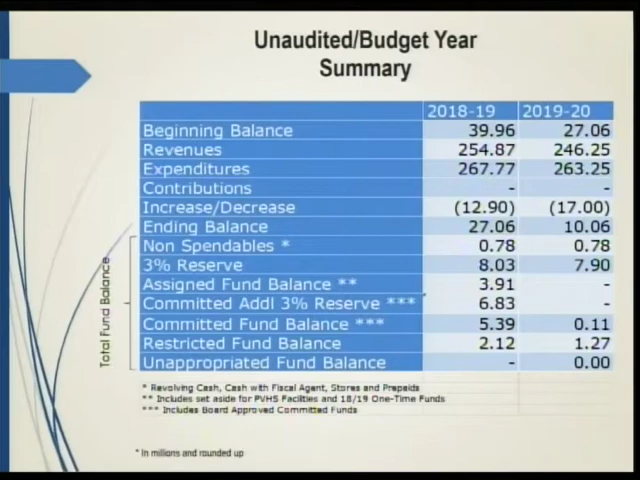 Unaudited/Budget Year
Summary
2018-19 2019-20
Beginning Balance 39.96 27.06
Revenues 254.87 246.25
Expenditures 267.77 263.25
Contributions - -
Increase/Decrease (12.90) (17.00)
Ending Balance 27.06 10.06
Non Spendables * 0.78 0.78
3% Reserve 8.03 7.90
Assigned Fund Balance ** 3.91 -
Committed Addl 3% Reserve *** 6.83 -
Committed Fund Balance *** 5.39 0.11
Restricted Fund Balance 2.12 1.27
Unappropriated Fund Balance - 0.00
Total Fund Balance
* Revolving Cash, Cash with Fiscal Agent, Stores and Prepaids
** Includes set aside for PVHS Facilities and 18/19 One-Time Funds
*** Includes Board Approved Committed Funds
* In millions and rounded up